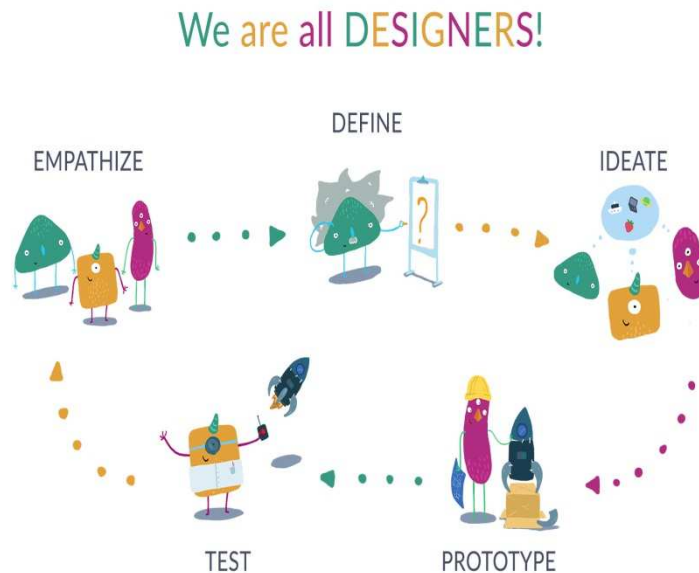 We are all DESIGNERS!
DEFINE
EMPATHIZE
IDEATE
?
TEST
PROTOTYPE